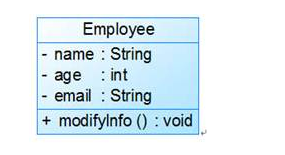 Employee
- name : String
- age : int
- email : String
+ modifyInfo () : void